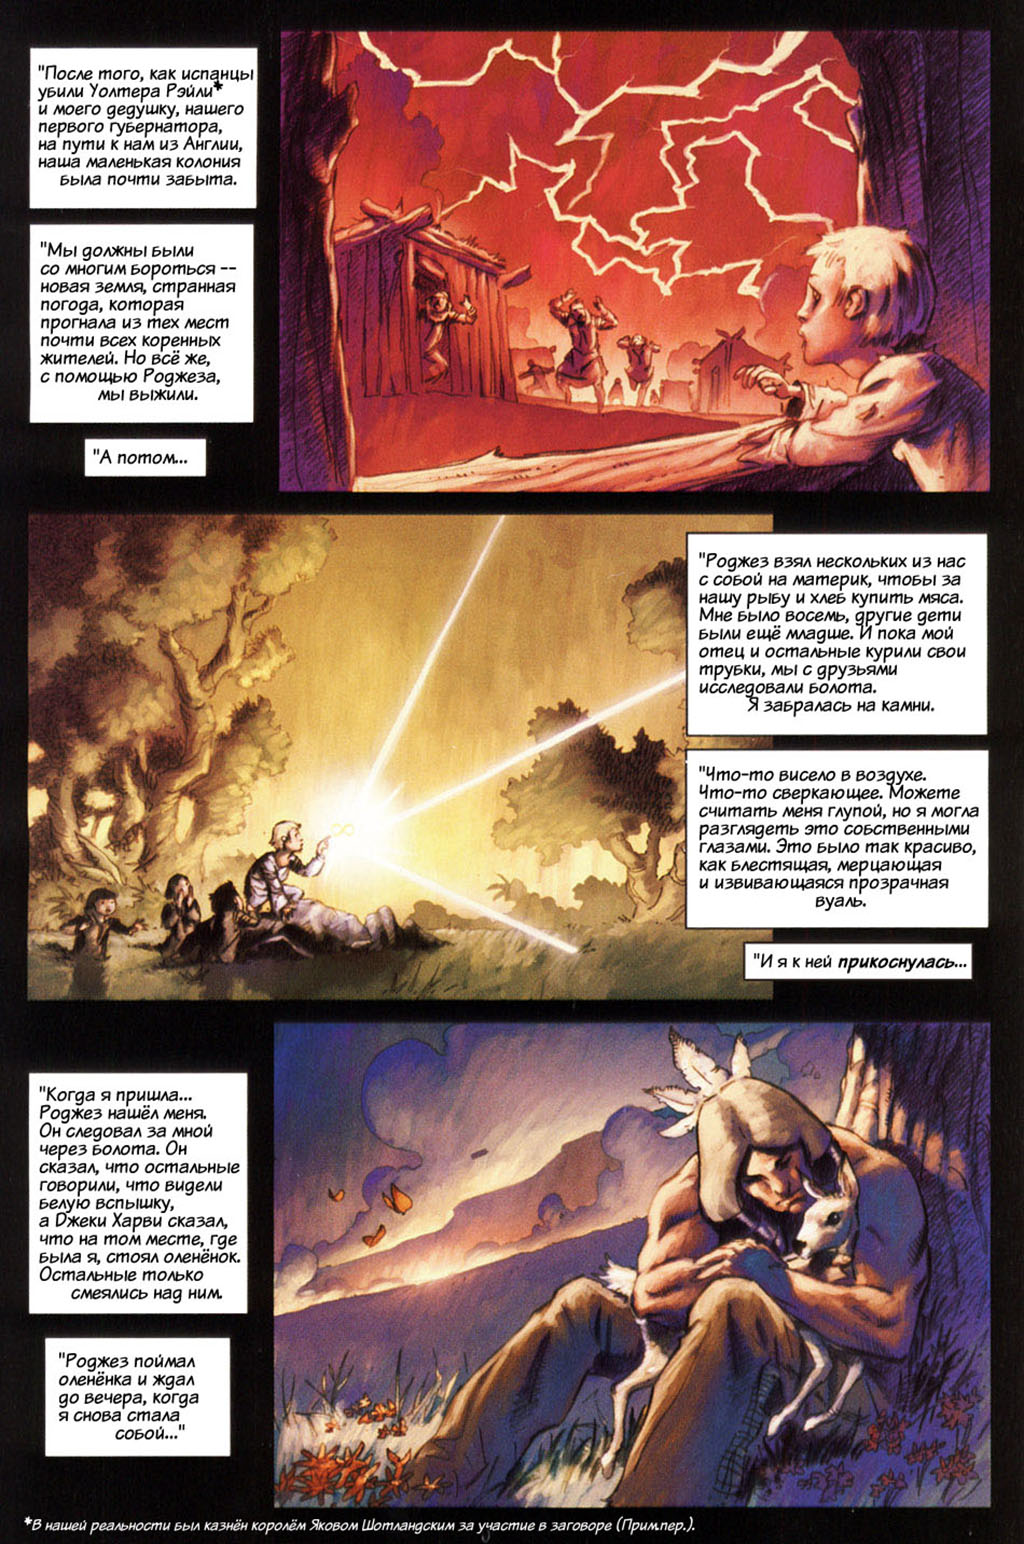 "После того, как испанцы
убили Уолтера Рэйли*
и моего дедушку, нашего
первого губернатора,
на пути к нам из Англии,
наша маленькая колония
была почти забыта.
"Мы должны были
со многим бороться --
новая земля, странная
погода, которая
прогнала из тех мест
почти всех коренных
жителей. Но всё же,
с помощью Роджеза,
мы выжили.
"А потом...
"Роджез взял нескольких из нас
с собой на материк, чтобы за
нашу рыбу и хлеб купить мяса.
Мне было восемь, другие дети
были ещё младше. И пока мой
отец и остальные курили свои
трубки, мы с друзьями
исследовали болота.
Я забралась на камни.
"Что-то висело в воздухе.
Что-то сверкающее. Можете
считать меня глупой, но я могла
разглядеть это собственными
глазами. Это было так красиво,
как блестящая, мерцающая
и извивающаяся прозрачная
вуаль.
"И я к ней прикоснулась...
"Когда я пришла...
Роджез нашёл меня.
Он следовал за мной
через болота. Он
сказал, что остальные
говорили, что видели
белую вспышку,
а Джеки Харви сказал,
что на том месте, где
была я, стоял оленёнок.
Остальные только
смеялись над ним.
"Роджез поймал
оленёнка и ждал
до вечера, когда
я снова стала
собой..."
*В нашей реальности был казнён королём Яковом Шотландским за участие в заговоре (Прим.пер.).